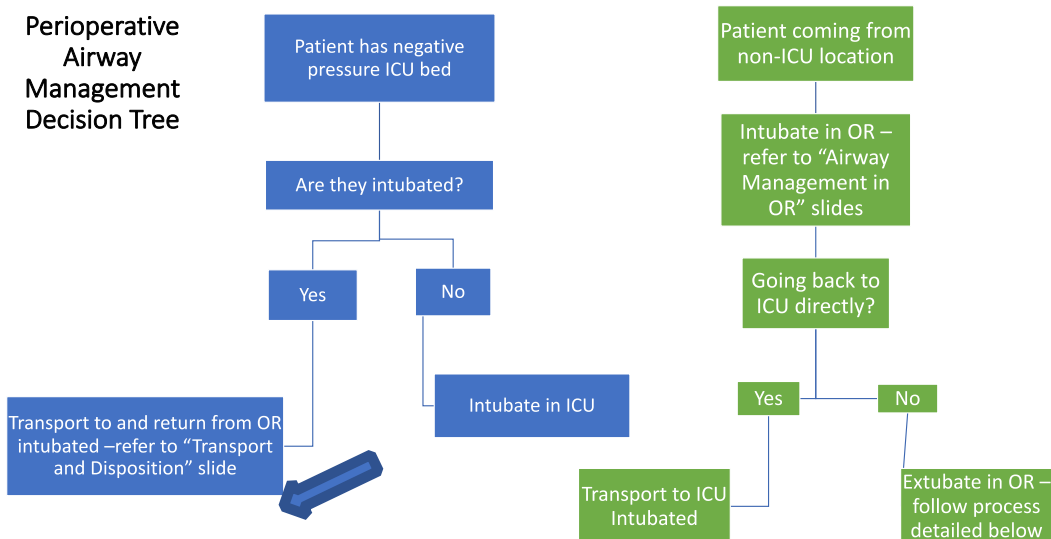 Perioperative
Airway
Management
Decision Tree
Patient has negative
pressure ICU bed
Are they intubated?
Yes
No
Transport to and return from OR
intubated –refer to “Transport
and Disposition” slide
Intubate in ICU
Patient coming from
non-ICU location
Intubate in OR –
refer to “Airway
Management in
OR” slides
Going back to
ICU directly?
Yes
No
Transport to ICU
Intubated
Extubate in OR –
follow process
detailed below